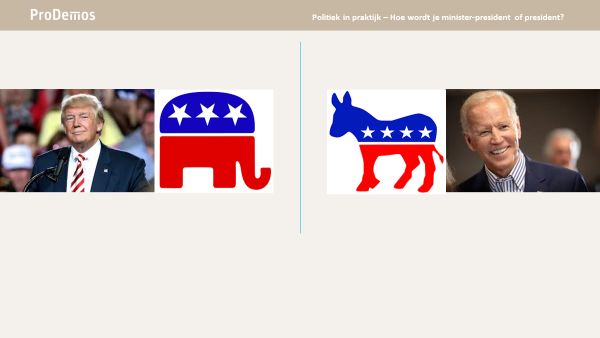 ProDemos
Politiek in praktijk – Hoe wordt je minister-president of president?